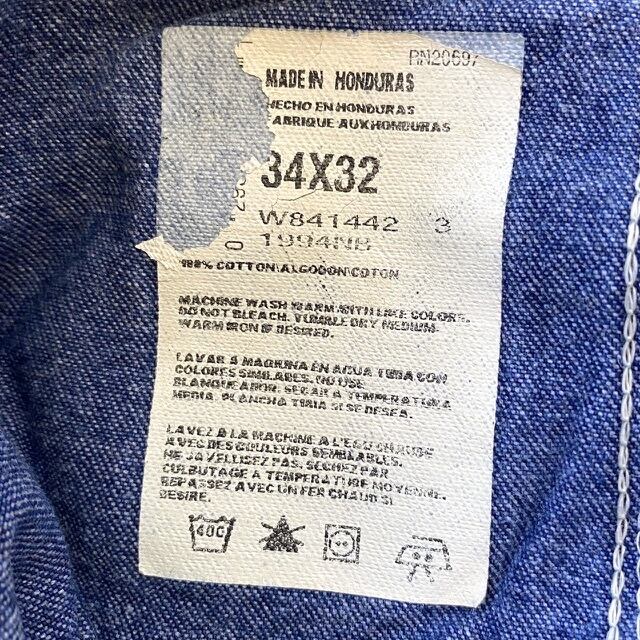 RN20697
MADE IN HONDURAS
HECHO EN HONDURAS
FABRIQUE AUX HONDURAS
34X32
W841442 3
1994NB
0
100% COTTON\ALGODON\COTON
MACHINE WASH WARM WITH LIKE COLORS.
DO NOT BLEACH. TUMBLE DRY MEDIUM.
WARM IRON IF DESIRED.
LAVAR A MAQUINA EN AGUA TIBIA CON
COLORES SIMILARES. NO USE
BLANQUEADOR. SECAR A TEMPERATURA
MEDIA. PLANCHA TIBIA SI SE DESEA.
LAVEZ A LA MACHINE A L'EAU CHAUDE
AVEC DES COULEURS SEMBLABLES.
NE JAVELLISEZ PAS. SECHEZ PAR
CULBUTAGE A TEMPERATURE MOYENNE.
REPASSEZ AVEC UN FER CHAUD SI
DESIRE.
40C